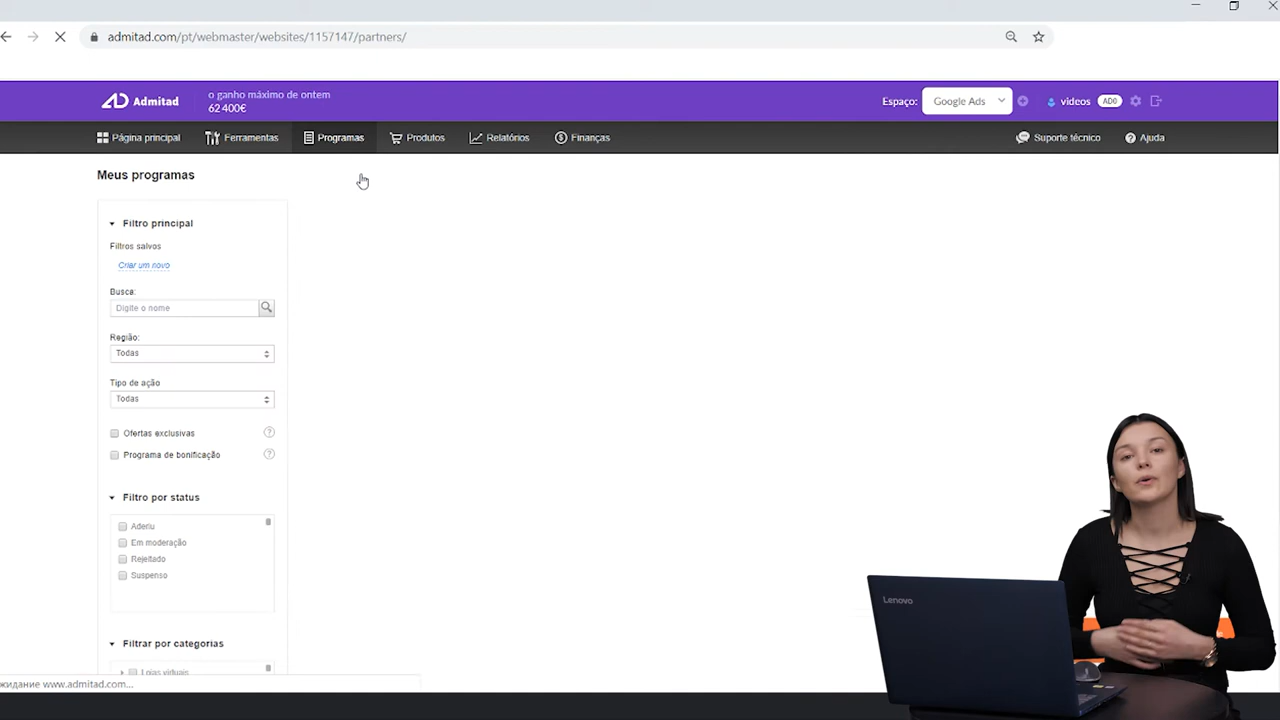 admitad.com/pt/webmaster/websites/1157147/partners/
Admitad
o ganho máximo de ontem
62 400€
Espaço:
Google Ads
videos
AD0
Página principal
Ferramentas
Programas
Produtos
Relatórios
Finanças
Suporte técnico
Ajuda
Meus programas
Filtro principal
Filtros salvos
Criar um novo
Busca:
Digite o nome
Região:
Todas
Tipo de ação
Todas
Ofertas exclusivas
?
Programa de bonificação
?
Filtro por status
Aderiu
Em moderação
Rejeitado
Suspenso
Filtrar por categorias
Lojas virtuais
жидание www.admitad.com...
Lenovo